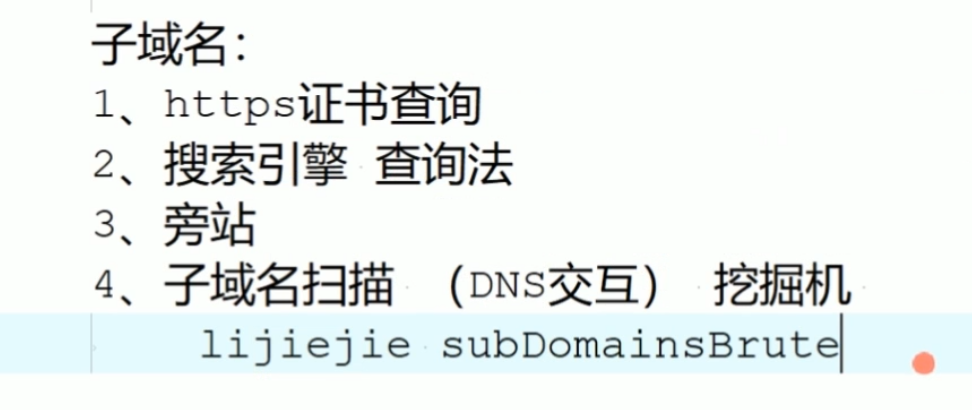 子域名：
1、https证书查询
2、搜索引擎 查询法
3、旁站
4、子域名扫描 （DNS交互） 挖掘机
lijiejie subDomainsBrute